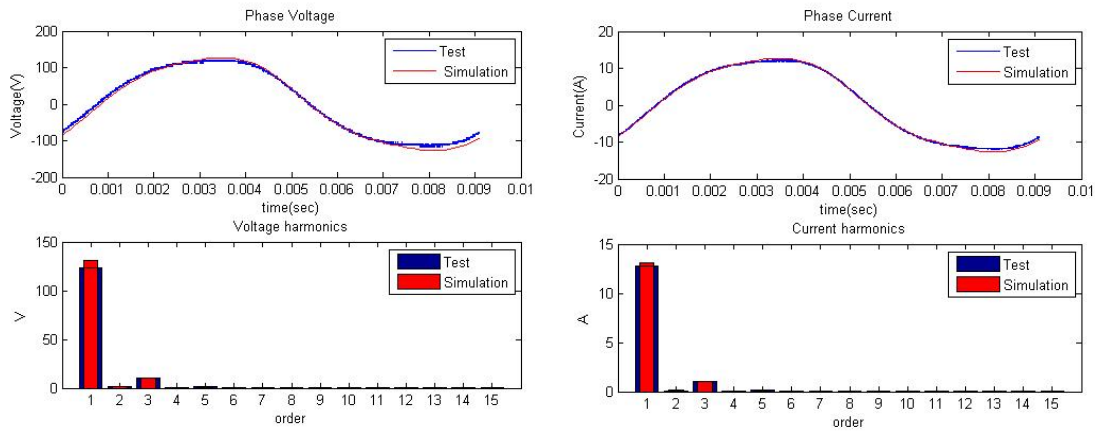 Phase Voltage
200
100
0
-100
-200
Voltage(V)
Test
Simulation
0 0.001 0.002 0.003 0.004 0.005 0.006 0.007 0.008 0.009 0.01
time(sec)
Phase Current
20
10
0
-10
-20
Current(A)
Test
Simulation
0 0.001 0.002 0.003 0.004 0.005 0.006 0.007 0.008 0.009 0.01
time(sec)
Voltage harmonics
150
100
50
0
V
Test
Simulation
1 2 3 4 5 6 7 8 9 10 11 12 13 14 15
order
Current harmonics
15
10
5
0
A
Test
Simulation
1 2 3 4 5 6 7 8 9 10 11 12 13 14 15
order